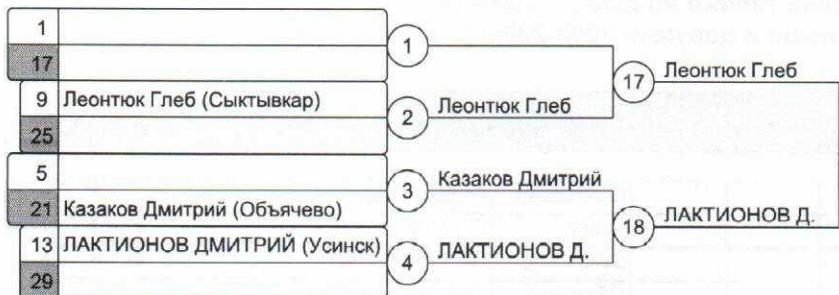 1
17
1
9 Леонтюк Глеб (Сыктывкар)
25
2 Леонтюк Глеб
17 Леонтюк Глеб
5
21 Казаков Дмитрий (Объячево)
3 Казаков Дмитрий
13 ЛАКТИОНОВ ДМИТРИЙ (Усинск)
29
4 ЛАКТИОНОВ Д.
18 ЛАКТИОНОВ Д.